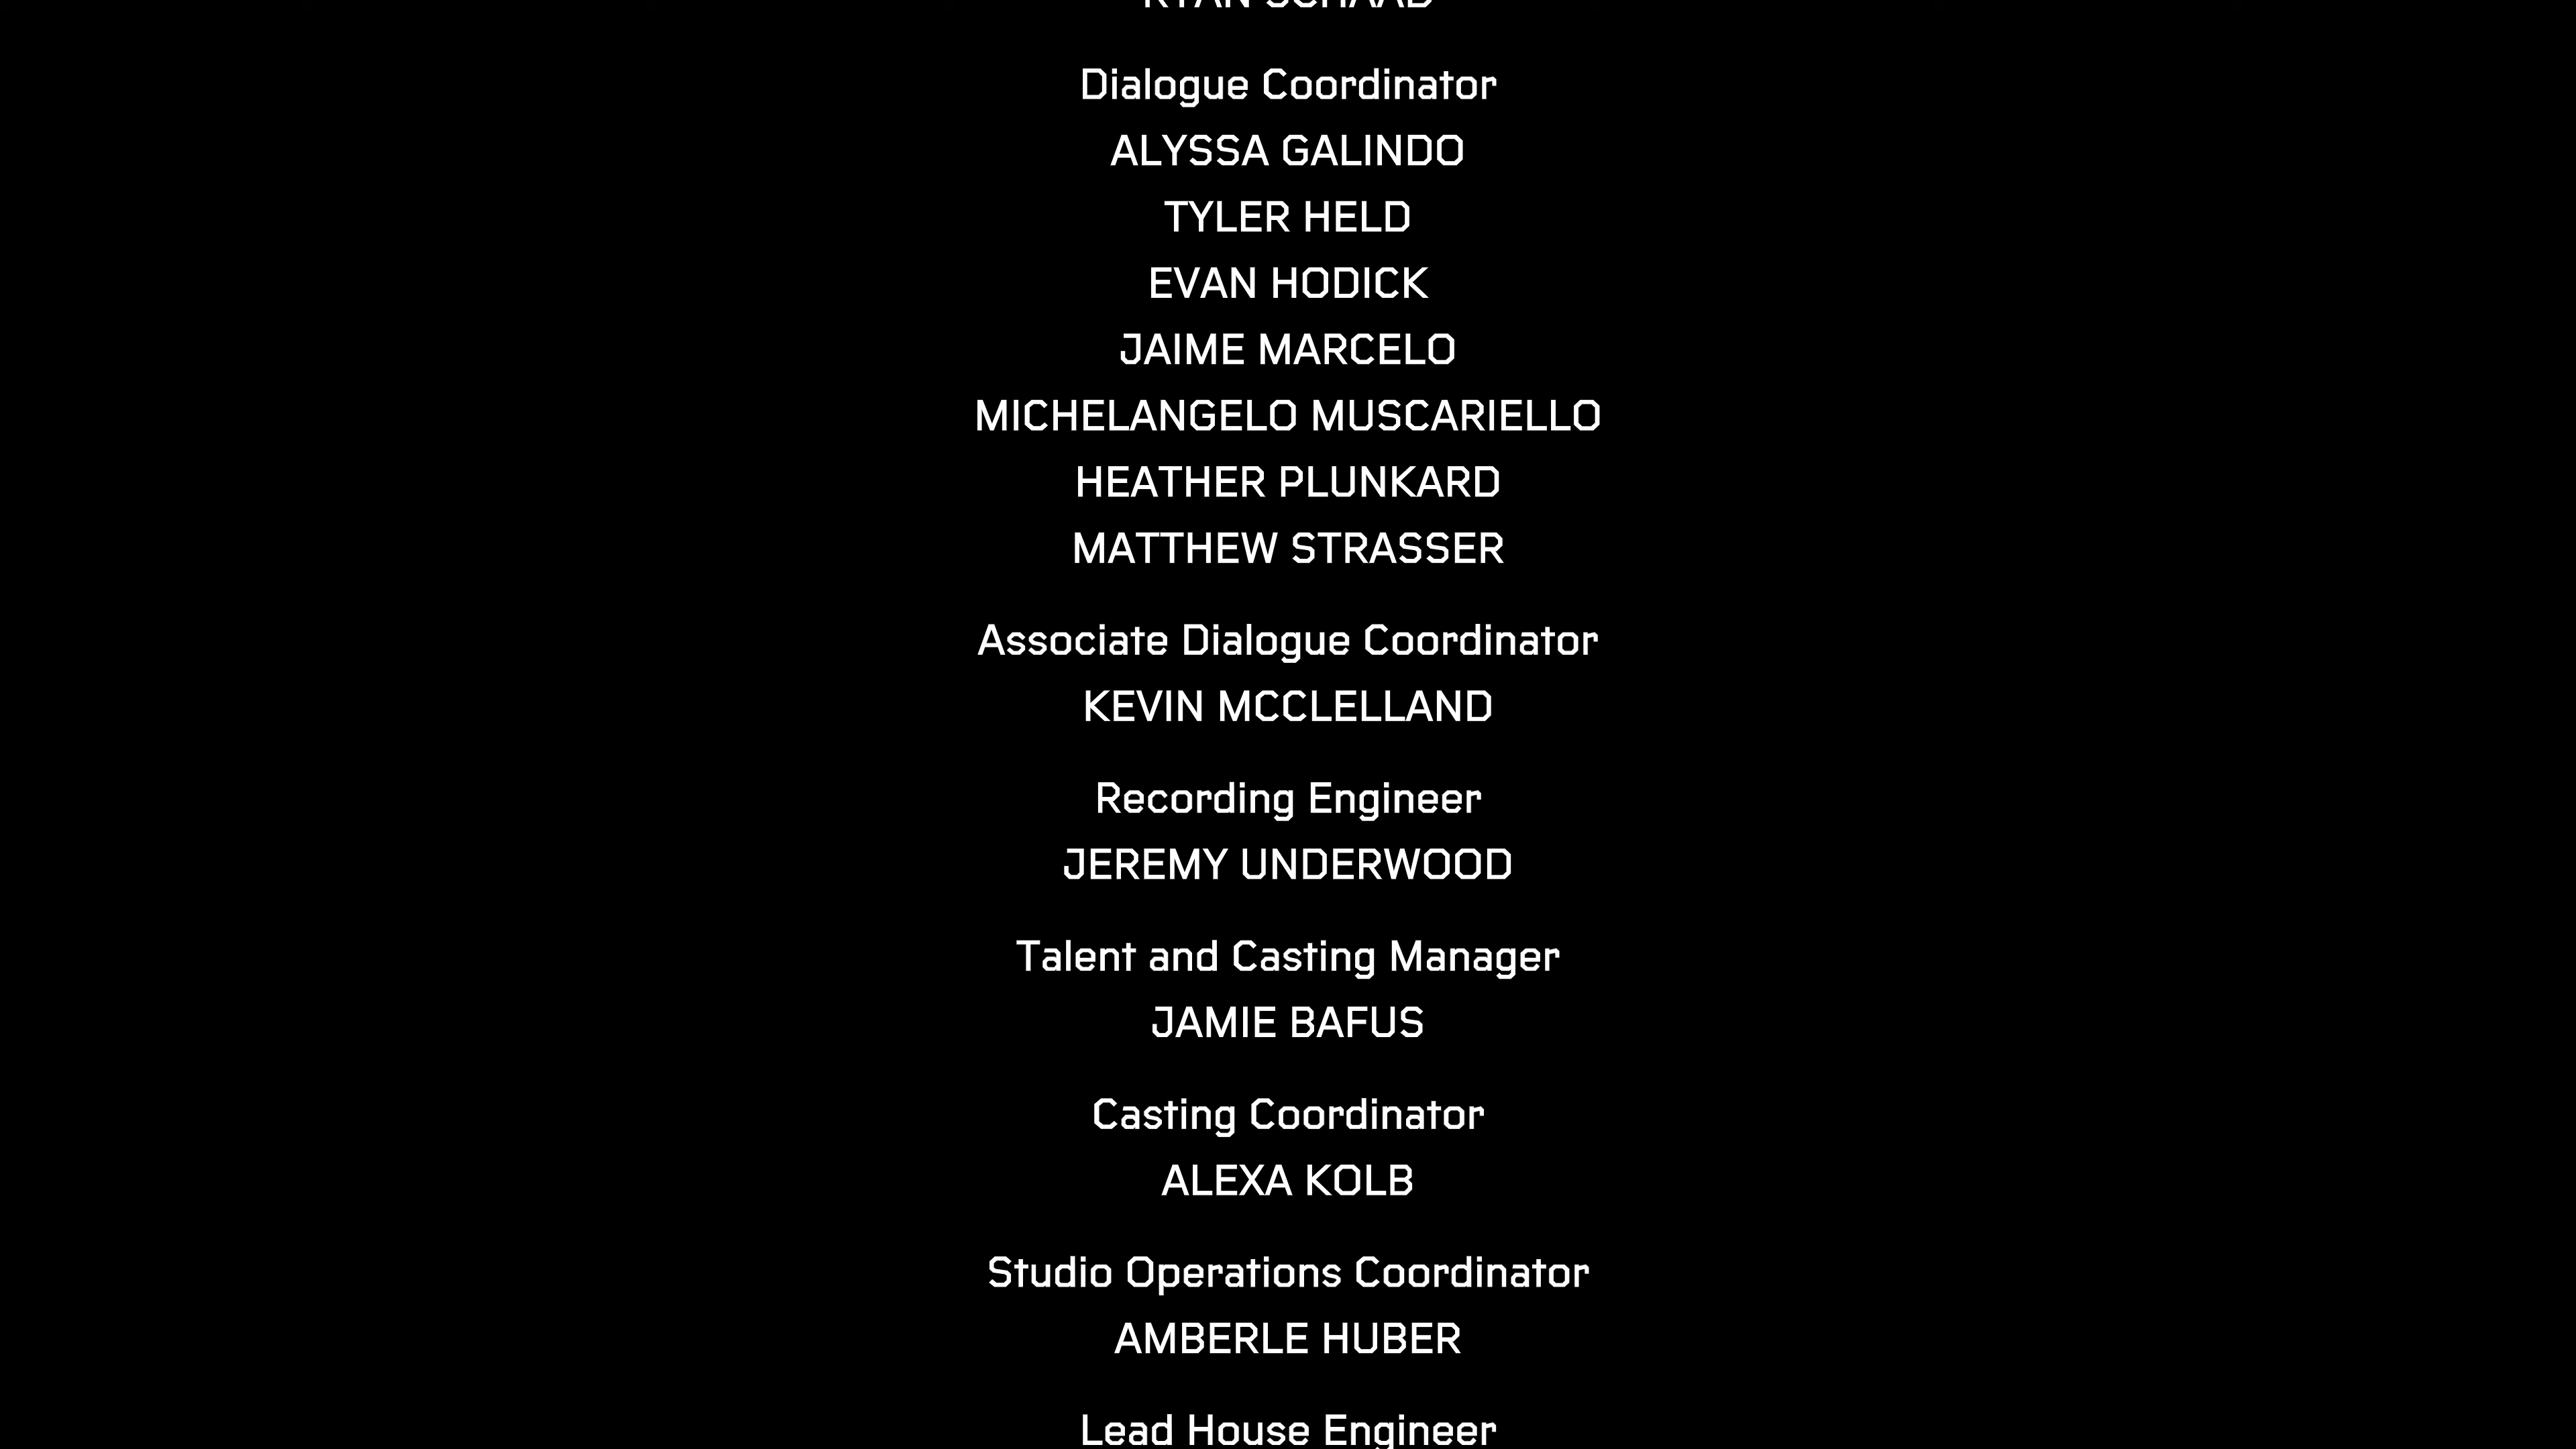 RYAN SCHAAD
Dialogue Coordinator
ALYSSA GALINDO
TYLER HELD
EVAN HODICK
JAIME MARCELO
MICHELANGELO MUSCARIELLO
HEATHER PLUNKARD
MATTHEW STRASSER
Associate Dialogue Coordinator
KEVIN MCCLELLAND
Recording Engineer
JEREMY UNDERWOOD
Talent and Casting Manager
JAMIE BAFUS
Casting Coordinator
ALEXA KOLB
Studio Operations Coordinator
AMBERLE HUBER
Lead House Engineer